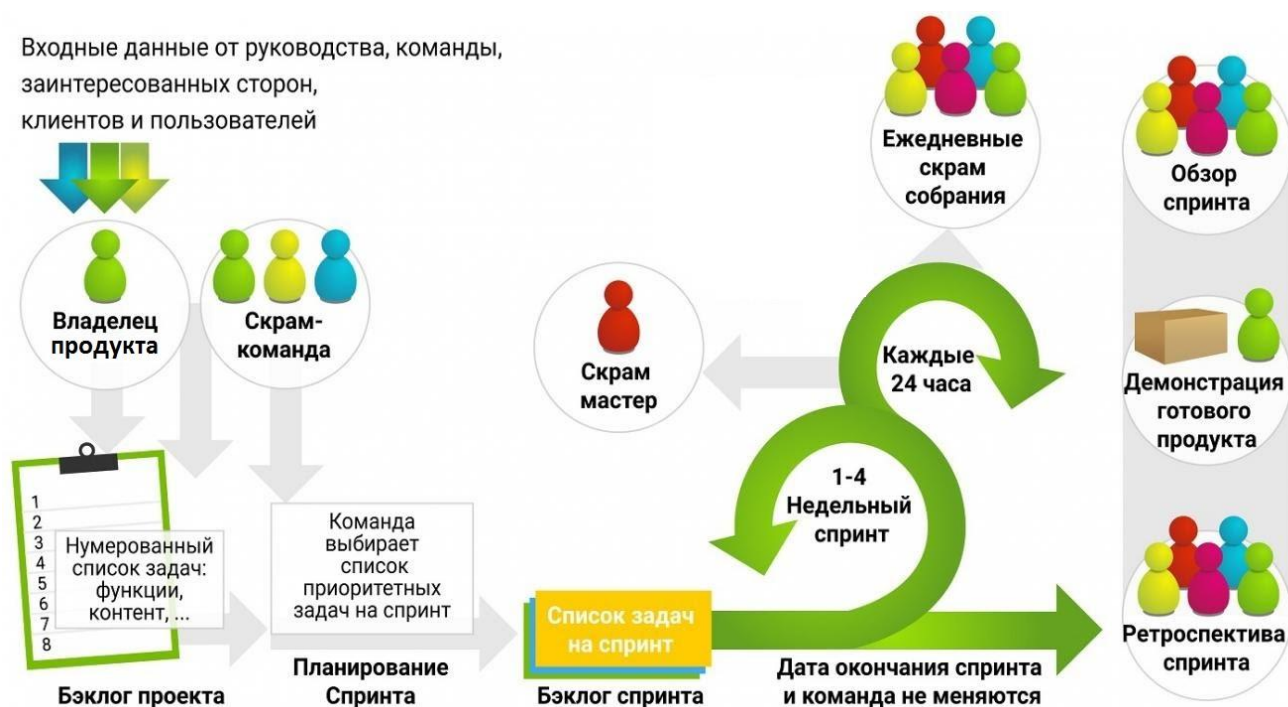 Входные данные от руководства, команды,
заинтересованных сторон,
клиентов и пользователей
Владелец
продукта
Скрам-
команда
1
2
3
4
5
6
7
8
Нумерованный
список задач:
функции,
контент, ...
Бэклог проекта
Команда
выбирает
список
приоритетных
задач на спринт
Планирование
Спринта
Список задач
на спринт
Бэклог спринта
Скрам
мастер
1-4
Недельный
спринт
Каждые
24 часа
Ежедневные
скрам
собрания
Дата окончания спринта
и команда не меняются
Обзор
спринта
Демонстрация
готового
продукта
Ретроспектива
спринта